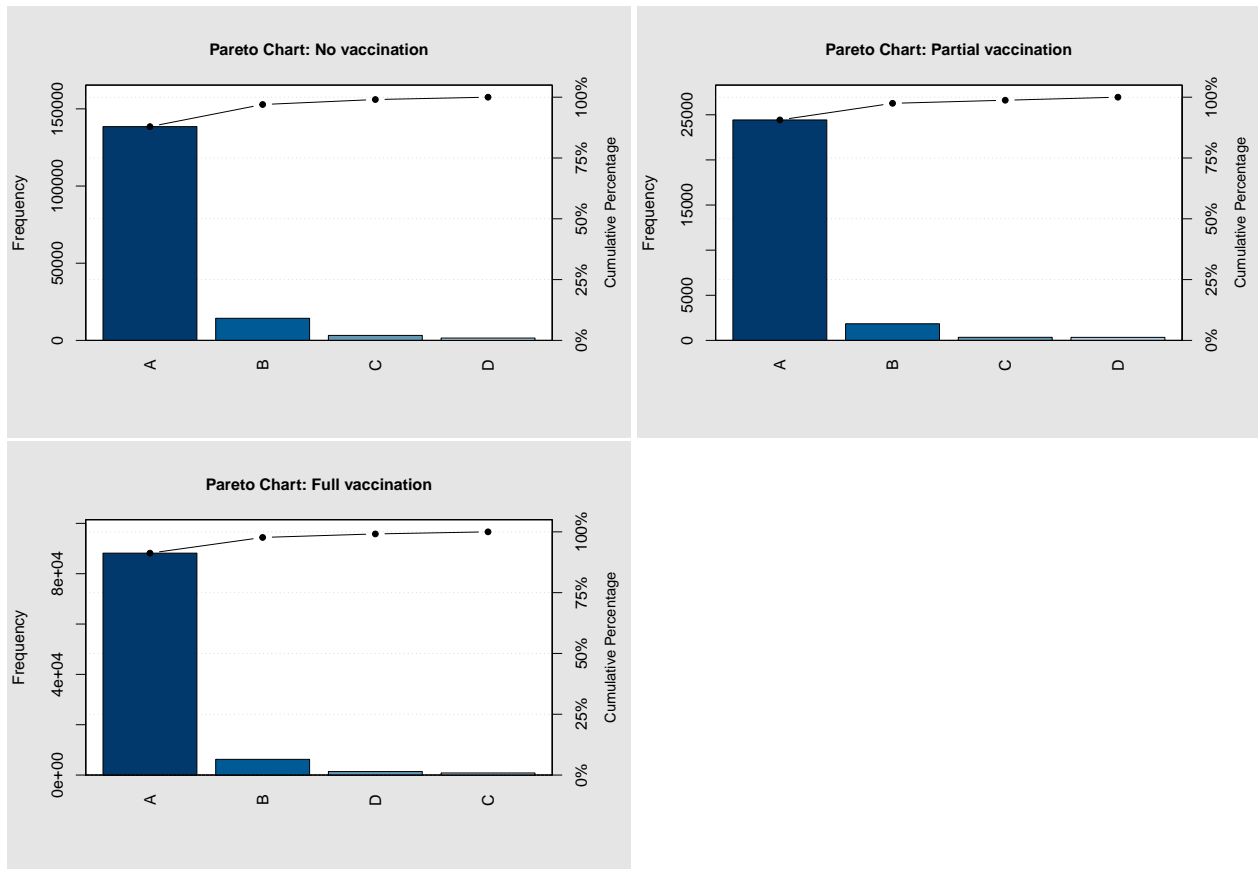 Pareto Chart: No vaccination
Frequency
150000
100000
50000
0
100%
75%
50%
25%
0%
Cumulative Percentage
A B C D
Pareto Chart: Partial vaccination
Frequency
25000
15000
5000
0
100%
75%
50%
25%
0%
Cumulative Percentage
A B C D
Pareto Chart: Full vaccination
Frequency
8e+04
4e+04
0e+00
100%
75%
50%
25%
0%
Cumulative Percentage
A B D C